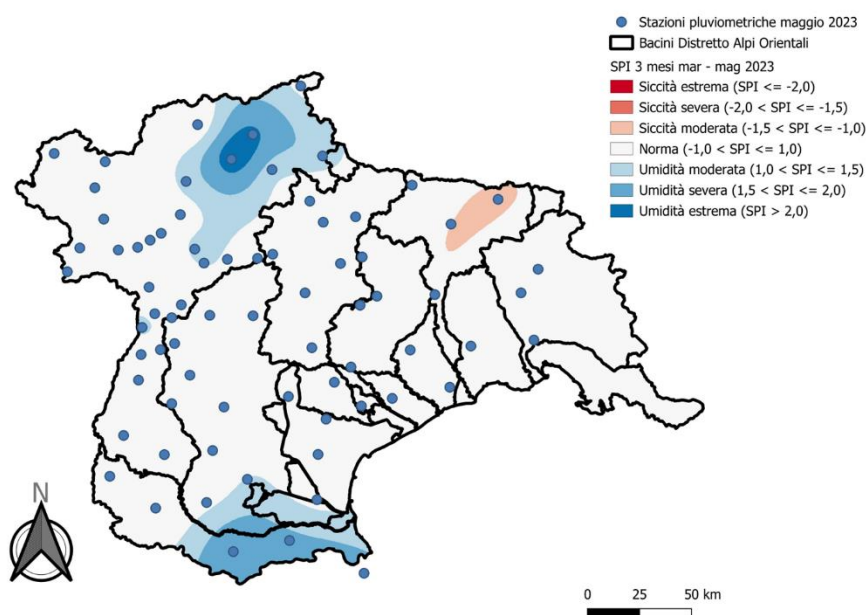 Stazioni pluviometriche maggio 2023
Bacini Distretto Alpi Orientali
SPI 3 mesi mar - mag 2023
Siccità estrema (SPI <= -2,0)
Siccità severa (-2,0 < SPI <= -1,5)
Siccità moderata (-1,5 < SPI <= -1,0)
Norma (-1,0 < SPI <= 1,0)
Umidità moderata (1,0 < SPI <= 1,5)
Umidità severa (1,5 < SPI <= 2,0)
Umidità estrema (SPI > 2,0)
N
0 25 50 km